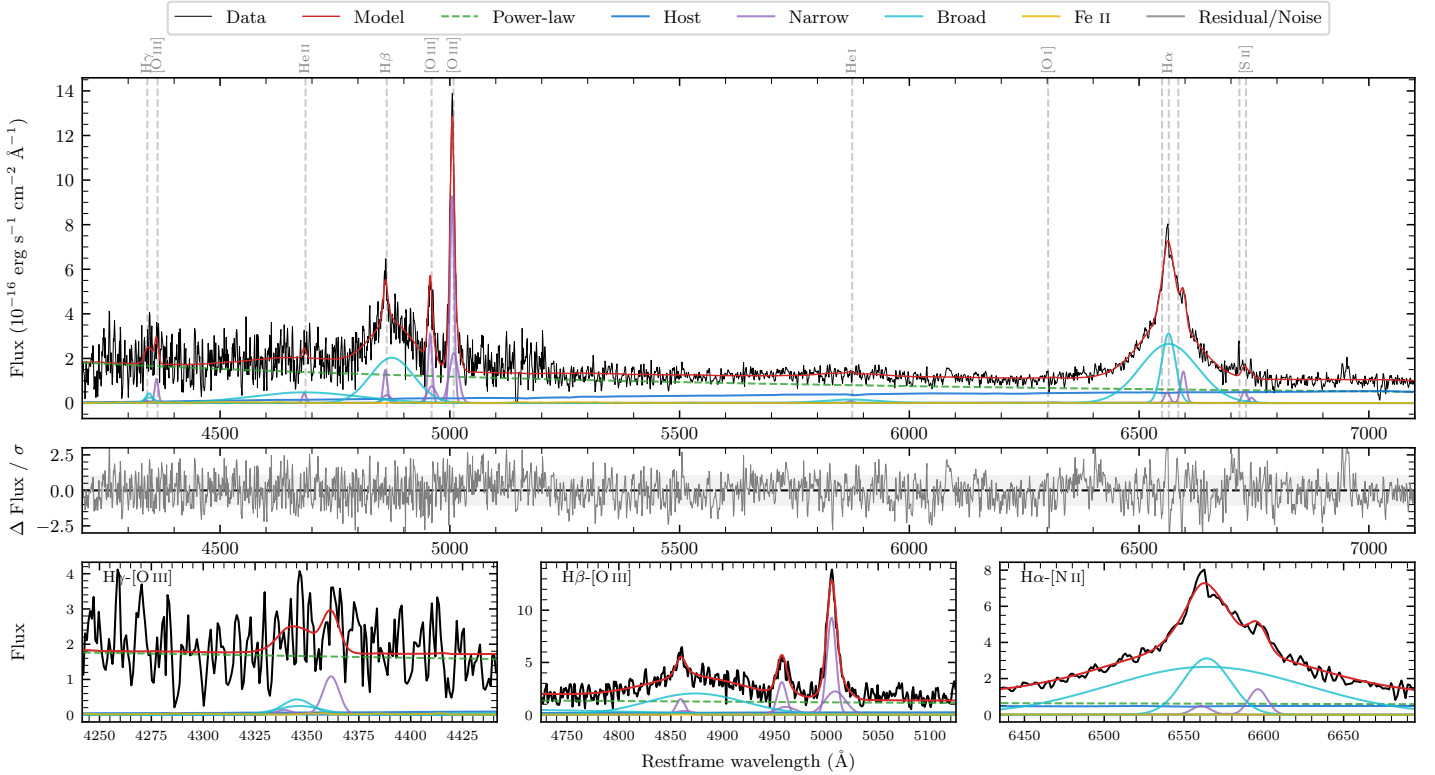 Data Model Power-law Host Narrow Broad Fe II Residual/Noise
Hγ [O III] He II Hβ [O III] [O III] He I [O I] Hα [S II]
Flux (10⁻¹⁶ erg s⁻¹ cm⁻² Å⁻¹)
14
12
10
8
6
4
2
0
4500 5000 5500 6000 6500 7000
Δ Flux / σ
2.5
0.0
−2.5
4500 5000 5500 6000 6500 7000
Flux
Hγ-[O III]
4
3
2
1
0
4250 4275 4300 4325 4350 4375 4400 4425
Hβ-[O III]
10
5
0
4750 4800 4850 4900 4950 5000 5050 5100
Hα-[N II]
8
6
4
2
0
6450 6500 6550 6600 6650
Restframe wavelength (Å)